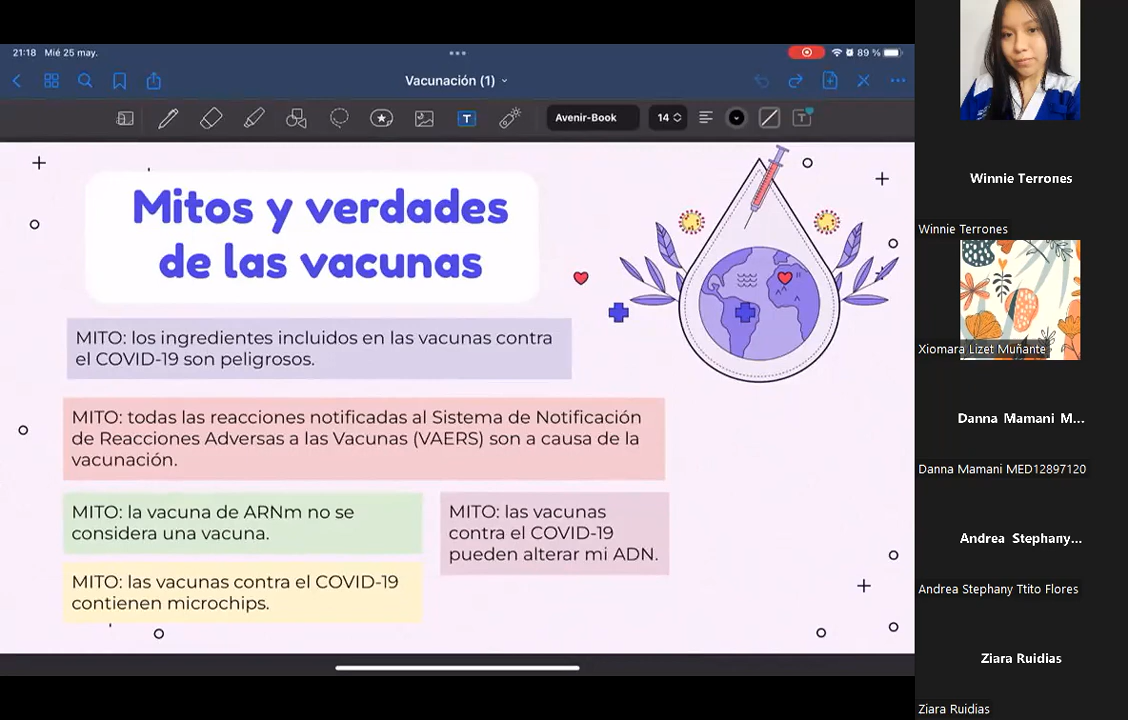 21:18 Mié 25 may.
89 %
Vacunación (1)
Avenir-Book
14
T
T
Mitos y verdades
de las vacunas
MITO: los ingredientes incluidos en las vacunas contra
el COVID-19 son peligrosos.
MITO: todas las reacciones notificadas al Sistema de Notificación
de Reacciones Adversas a las Vacunas (VAERS) son a causa de la
vacunación.
MITO: la vacuna de ARNm no se
considera una vacuna.
MITO: las vacunas
contra el COVID-19
pueden alterar mi ADN.
MITO: las vacunas contra el COVID-19
contienen microchips.
Winnie Terrones
Winnie Terrones
Xiomara Lizet Muñante
Danna Mamani M...
Danna Mamani MED12897120
Andrea Stephany...
Andrea Stephany Ttito Flores
Ziara Ruidias
Ziara Ruidias